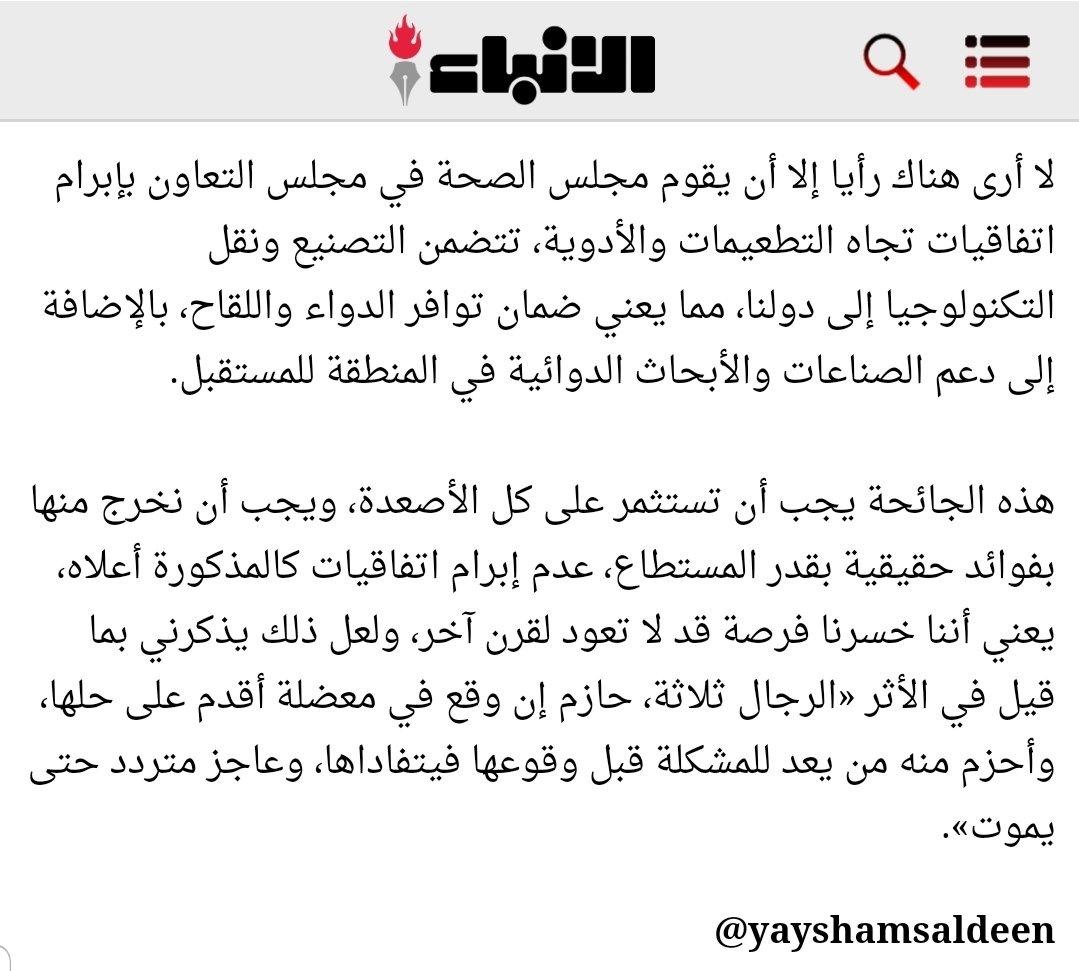 الأنباء
لا أرى هناك رأيا إلا أن يقوم مجلس الصحة في مجلس التعاون بإبرام
اتفاقيات تجاه التطعيمات والأدوية، تتضمن التصنيع ونقل
التكنولوجيا إلى دولنا، مما يعني ضمان توافر الدواء واللقاح، بالإضافة
إلى دعم الصناعات والأبحاث الدوائية في المنطقة للمستقبل.
هذه الجائحة يجب أن تستثمر على كل الأصعدة، ويجب أن نخرج منها
بفوائد حقيقية بقدر المستطاع، عدم إبرام اتفاقيات كالمذكورة أعلاه،
يعني أننا خسرنا فرصة قد لا تعود لقرن آخر، ولعل ذلك يذكرني بما
قيل في الأثر «الرجال ثلاثة، حازم إن وقع في معضلة أقدم على حلها،
وأحزم منه من يعد للمشكلة قبل وقوعها فيتفاداها، وعاجز متردد حتى
يموت».
@yayshamsaldeen